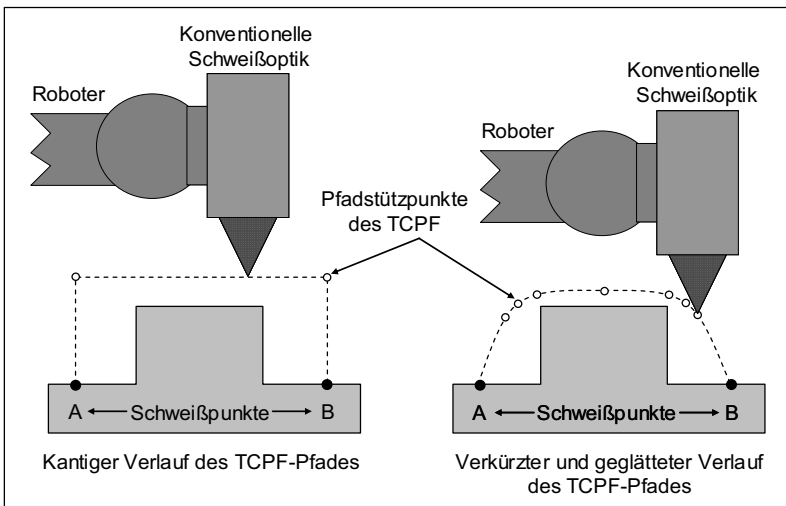 Konventionelle
Schweißoptik
Roboter
Pfadstützpunkte
des TCPF
A
Schweißpunkte
B
Kantiger Verlauf des TCPF-Pfades
Konventionelle
Schweißoptik
Roboter
A
Schweißpunkte
B
Verkürzter und geglätteter Verlauf
des TCPF-Pfades